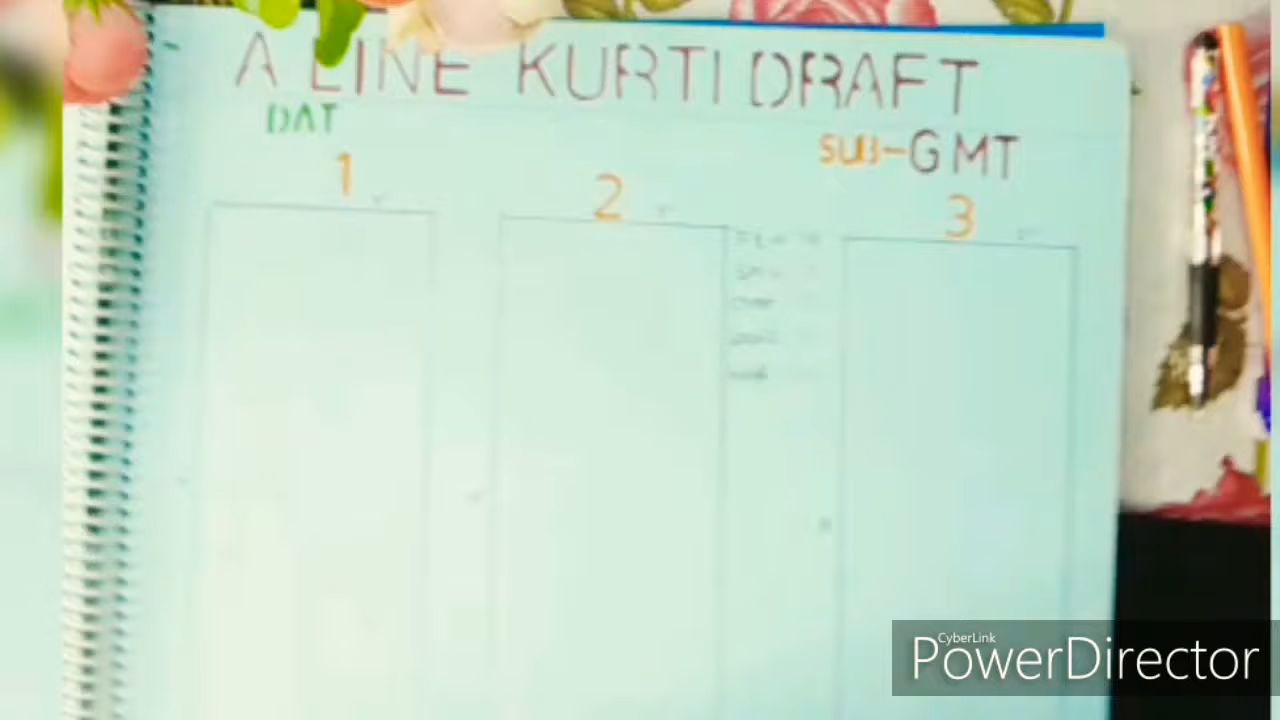 A LINE KURTI DRAFT
DAT
SUB-GMT
1
2
3
CyberLink
PowerDirector